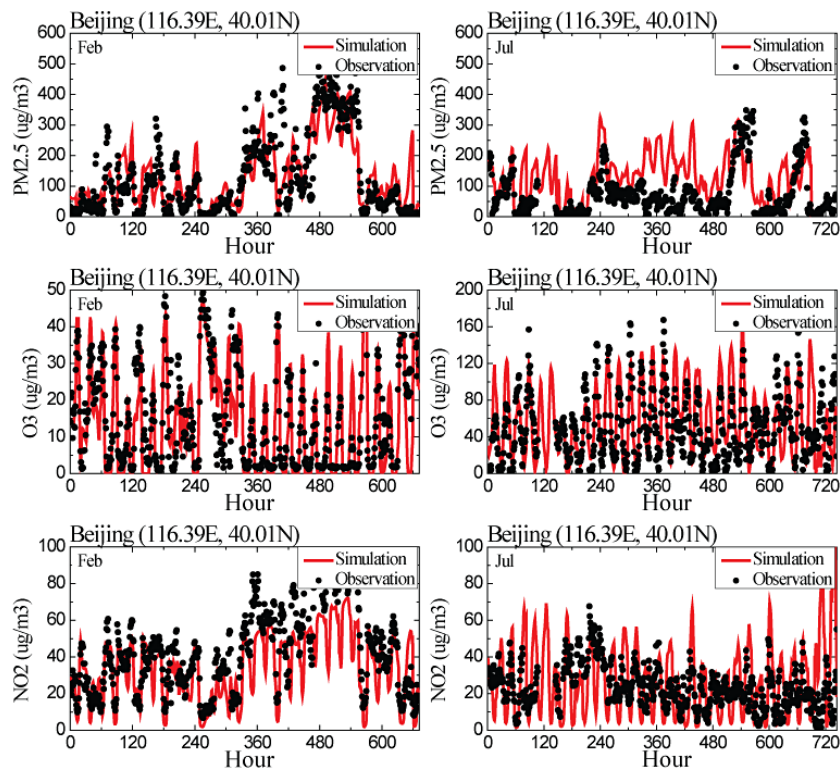 Beijing (116.39E, 40.01N)
Feb
Simulation
Observation
PM2.5 (ug/m3)
600
500
400
300
200
100
0
0 120 240 360 480 600
Hour
Beijing (116.39E, 40.01N)
Jul
Simulation
Observation
PM2.5 (ug/m3)
600
500
400
300
200
100
0
0 120 240 360 480 600 720
Hour
Beijing (116.39E, 40.01N)
Feb
Simulation
Observation
O3 (ug/m3)
50
40
30
20
10
0
0 120 240 360 480 600
Hour
Beijing (116.39E, 40.01N)
Jul
Simulation
Observation
O3 (ug/m3)
200
160
120
80
40
0
0 120 240 360 480 600 720
Hour
Beijing (116.39E, 40.01N)
Feb
Simulation
Observation
NO2 (ug/m3)
100
80
60
40
20
0
0 120 240 360 480 600
Hour
Beijing (116.39E, 40.01N)
Jul
Simulation
Observation
NO2 (ug/m3)
100
80
60
40
20
0
0 120 240 360 480 600 720
Hour